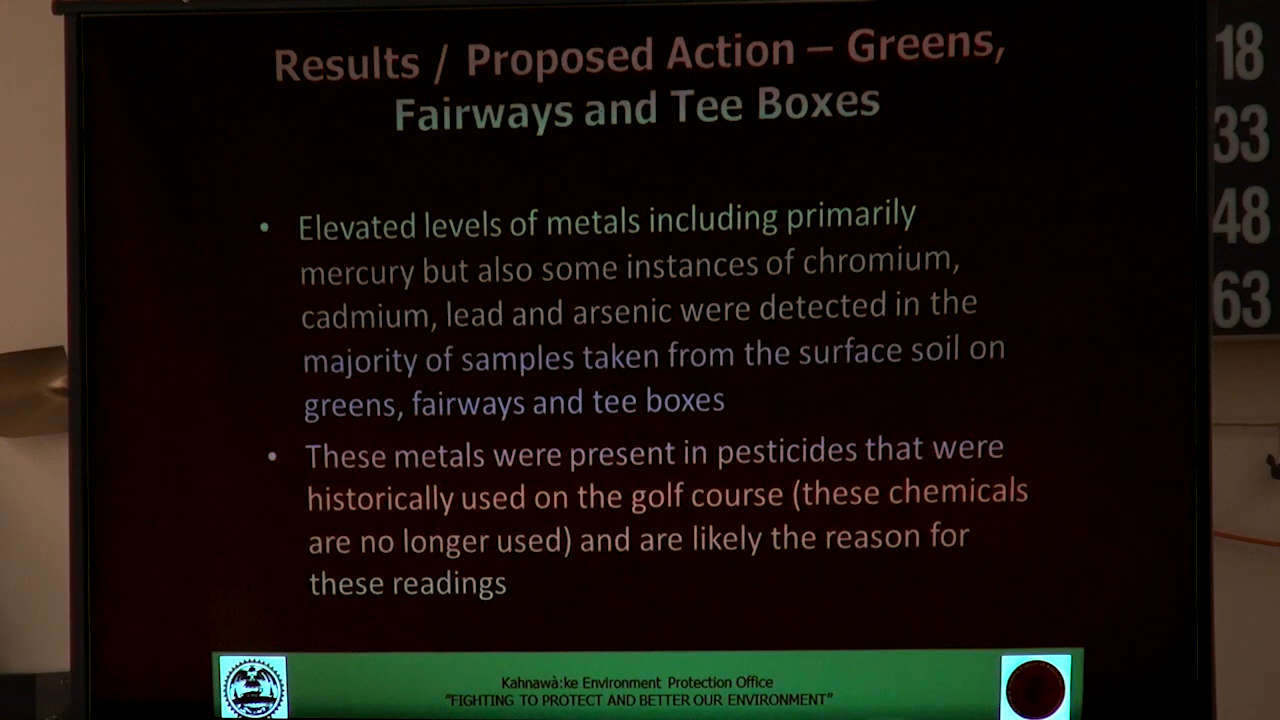 Results / Proposed Action – Greens,
Fairways and Tee Boxes
• Elevated levels of metals including primarily
mercury but also some instances of chromium,
cadmium, lead and arsenic were detected in the
majority of samples taken from the surface soil on
greens, fairways and tee boxes
• These metals were present in pesticides that were
historically used on the golf course (these chemicals
are no longer used) and are likely the reason for
these readings
Kahnawà:ke Environment Protection Office
"FIGHTING TO PROTECT AND BETTER OUR ENVIRONMENT"
18
33
48
63